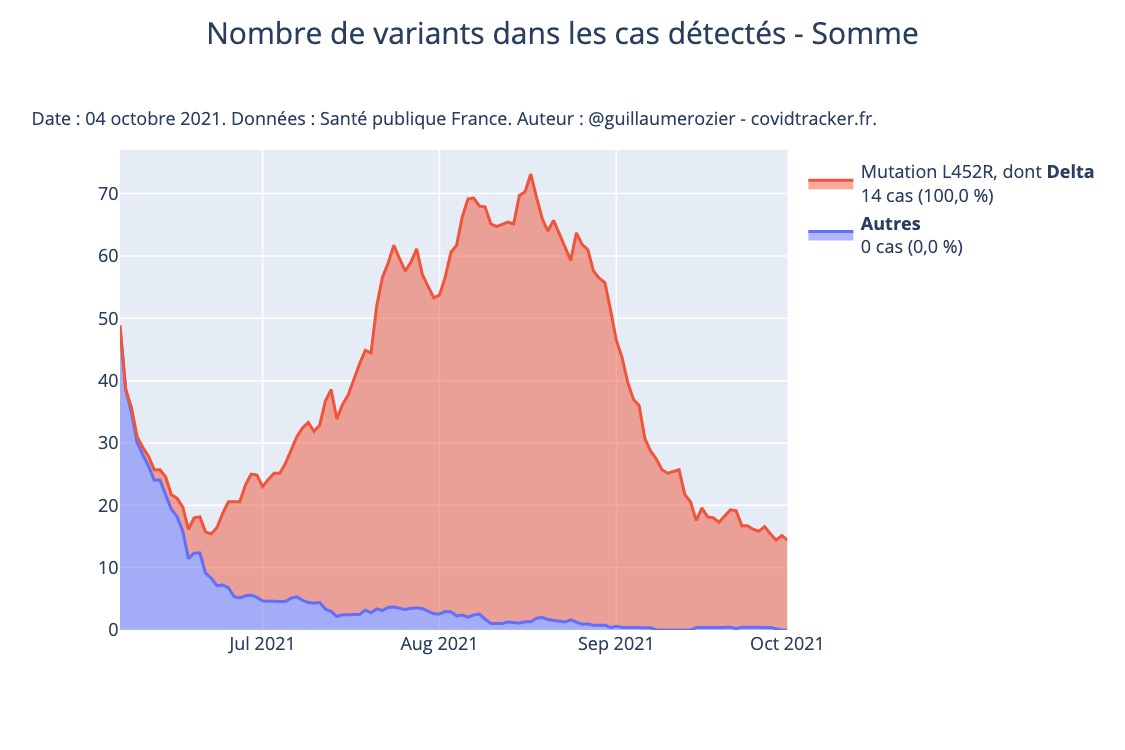 Nombre de variants dans les cas détectés - Somme
Date : 04 octobre 2021. Données : Santé publique France. Auteur : @guillaumerozier - covidtracker.fr.
Mutation L452R, dont Delta
14 cas (100,0 %)
Autres
0 cas (0,0 %)
70
60
50
40
30
20
10
0
Jul 2021 Aug 2021 Sep 2021 Oct 2021